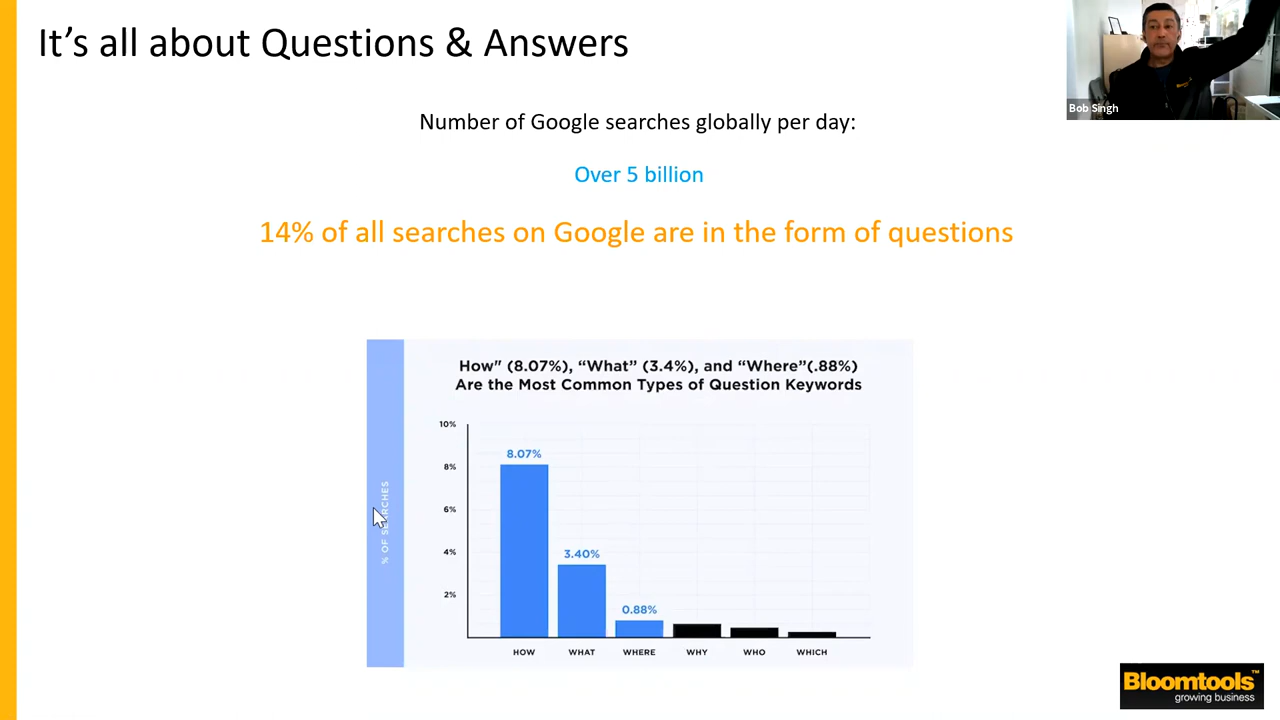 It's all about Questions & Answers
Bob Singh
Number of Google searches globally per day:
Over 5 billion
14% of all searches on Google are in the form of questions
How" (8.07%), “What” (3.4%), and “Where”(.88%)
Are the Most Common Types of Question Keywords
% OF SEARCHES
10%
8%
6%
4%
2%
8.07%
3.40%
0.88%
HOW WHAT WHERE WHY WHO WHICH
Bloomtools™
growing business